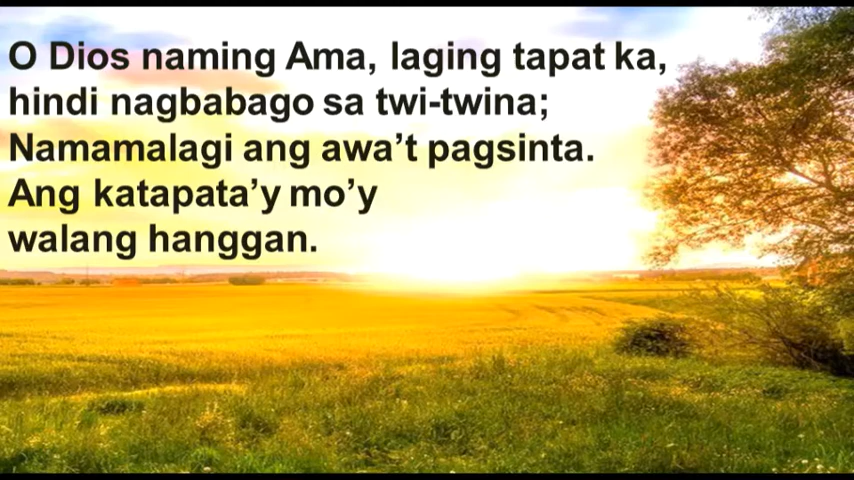 O Dios naming Ama, laging tapat ka,
hindi nagbabago sa twi-twina;
Namamalagi ang awa’t pagsinta.
Ang katapata’y mo’y
walang hanggan.